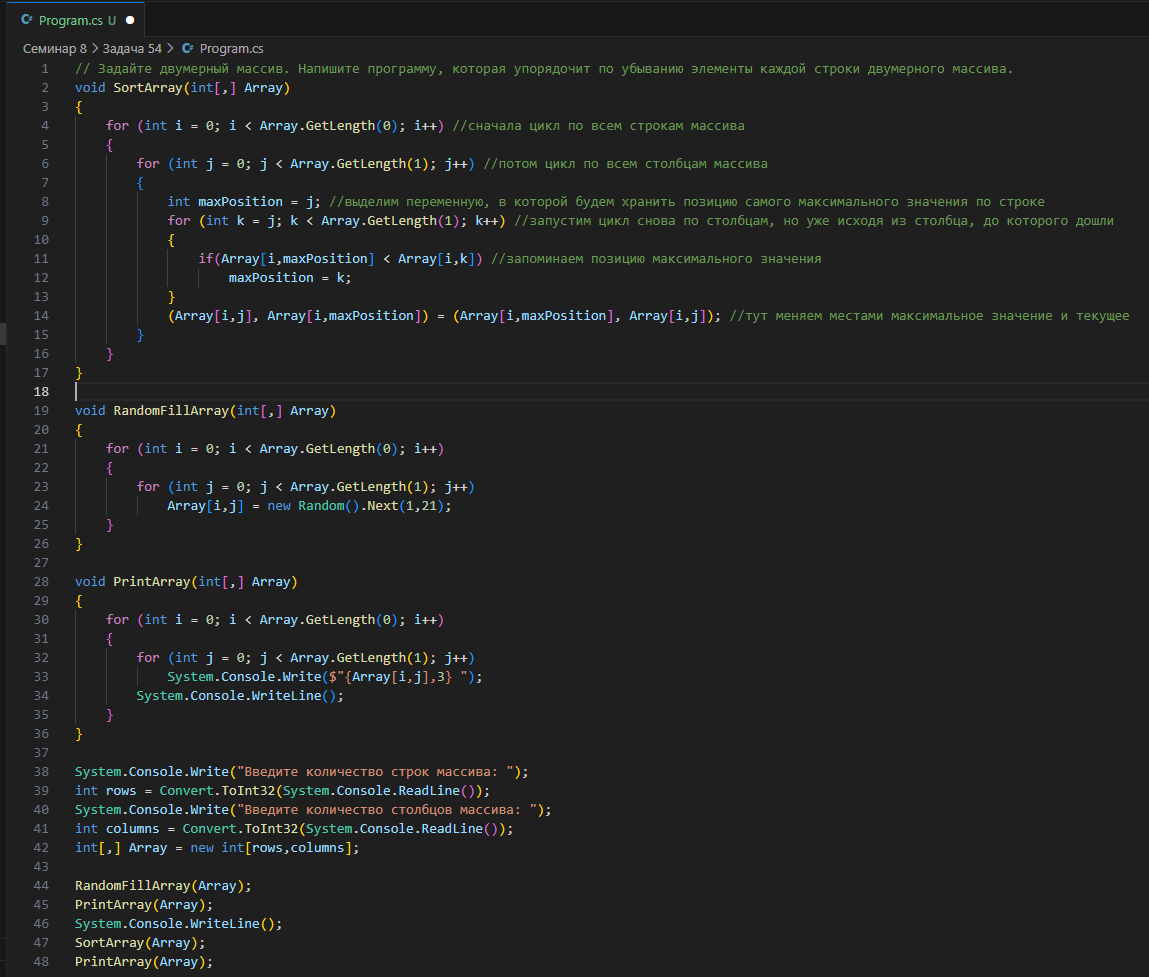 C# Program.cs U
Семинар 8 > Задача 54 > C# Program.cs
1 // Задайте двумерный массив. Напишите программу, которая упорядочит по убыванию элементы каждой строки двумерного массива.
2 void SortArray(int[,] Array)
3 {
4     for (int i = 0; i < Array.GetLength(0); i++) //сначала цикл по всем строкам массива
5     {
6         for (int j = 0; j < Array.GetLength(1); j++) //потом цикл по всем столбцам массива
7         {
8             int maxPosition = j; //выделим переменную, в которой будем хранить позицию самого максимального значения по строке
9             for (int k = j; k < Array.GetLength(1); k++) //запустим цикл снова по столбцам, но уже исходя из столбца, до которого дошли
10             {
11                 if(Array[i,maxPosition] < Array[i,k]) //запоминаем позицию максимального значения
12                     maxPosition = k;
13             }
14             (Array[i,j], Array[i,maxPosition]) = (Array[i,maxPosition], Array[i,j]); //тут меняем местами максимальное значение и текущее
15         }
16     }
17 }
18
19 void RandomFillArray(int[,] Array)
20 {
21     for (int i = 0; i < Array.GetLength(0); i++)
22     {
23         for (int j = 0; j < Array.GetLength(1); j++)
24             Array[i,j] = new Random().Next(1,21);
25     }
26 }
27
28 void PrintArray(int[,] Array)
29 {
30     for (int i = 0; i < Array.GetLength(0); i++)
31     {
32         for (int j = 0; j < Array.GetLength(1); j++)
33             System.Console.Write($"{Array[i,j],3} ");
34         System.Console.WriteLine();
35     }
36 }
37
38 System.Console.Write("Введите количество строк массива: ");
39 int rows = Convert.ToInt32(System.Console.ReadLine());
40 System.Console.Write("Введите количество столбцов массива: ");
41 int columns = Convert.ToInt32(System.Console.ReadLine());
42 int[,] Array = new int[rows,columns];
43
44 RandomFillArray(Array);
45 PrintArray(Array);
46 System.Console.WriteLine();
47 SortArray(Array);
48 PrintArray(Array);